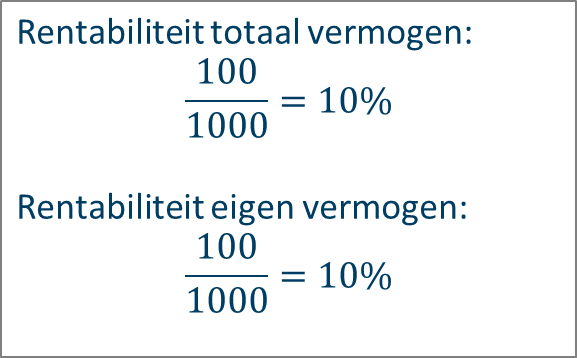 Rentabiliteit totaal vermogen:
100
1000 = 10%
Rentabiliteit eigen vermogen:
100
1000 = 10%